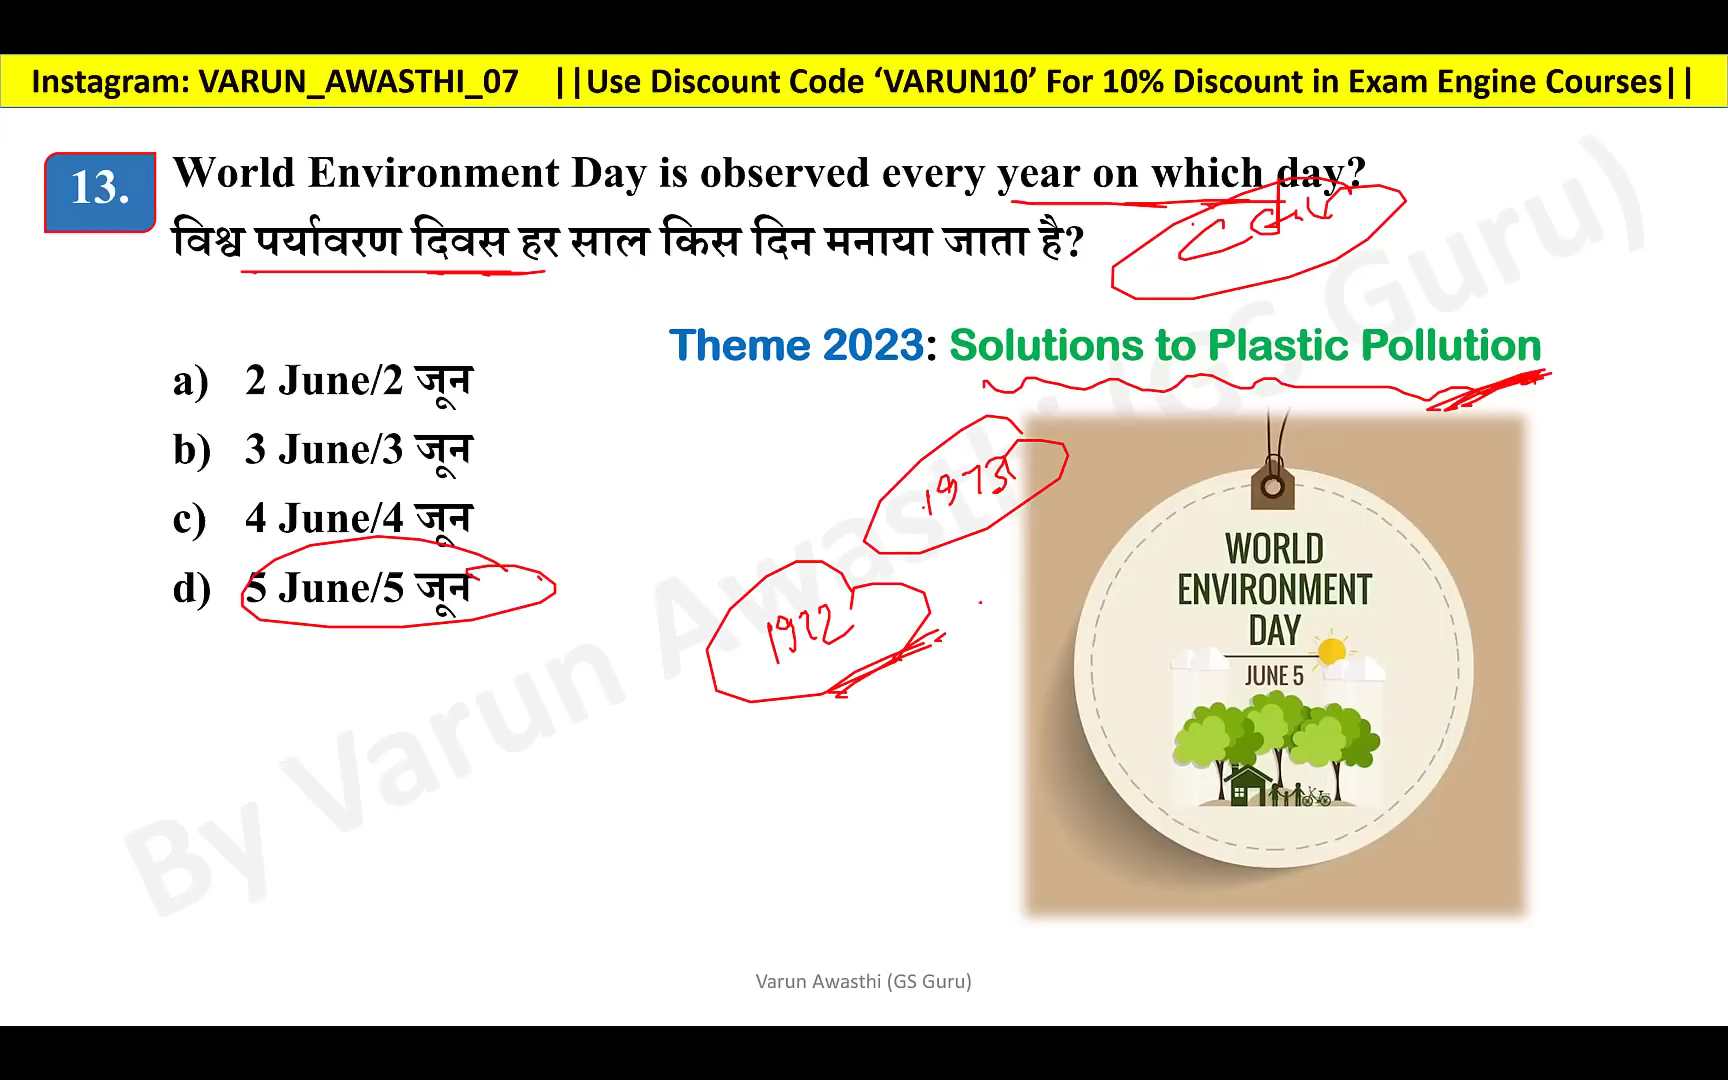 Instagram: VARUN_AWASTHI_07 ||Use Discount Code ‘VARUN10’ For 10% Discount in Exam Engine Courses||
13. World Environment Day is observed every year on which day?
विश्व पर्यावरण दिवस हर साल किस दिन मनाया जाता है?
Theme 2023: Solutions to Plastic Pollution
a) 2 June/2 जून
b) 3 June/3 जून
c) 4 June/4 जून
d) 5 June/5 जून
1973
1972
WORLD
ENVIRONMENT
DAY
JUNE 5
By Varun Awasthi (GS Guru)
Varun Awasthi (GS Guru)